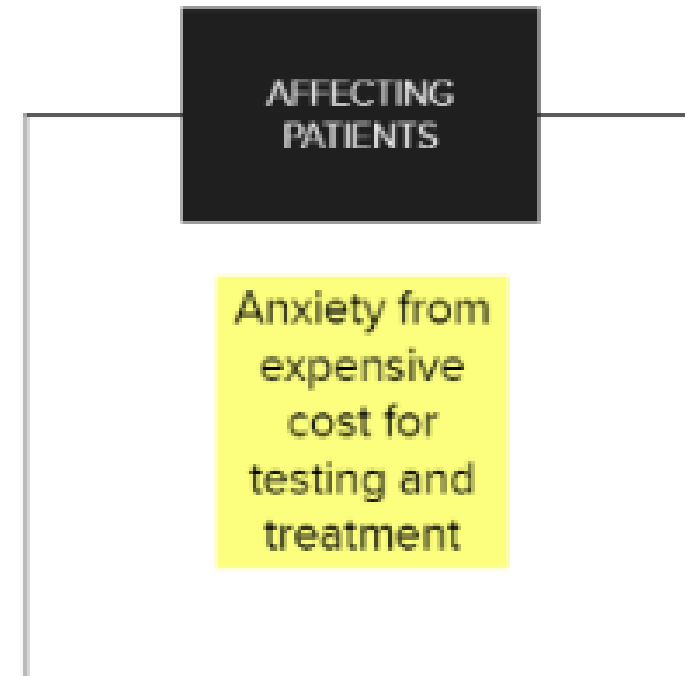 AFFECTING
PATIENTS
Anxiety from
expensive
cost for
testing and
treatment